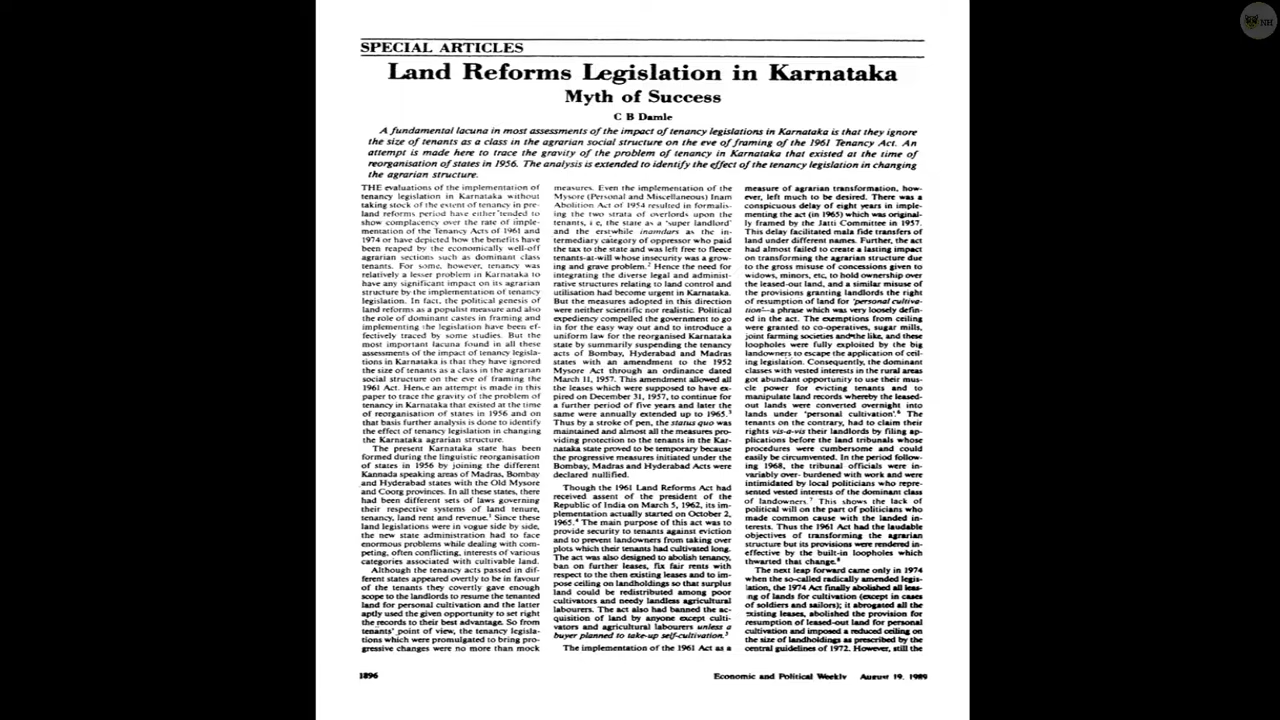 SPECIAL ARTICLES
Land Reforms Legislation in Karnataka
Myth of Success
C B Damle
A fundamental lacuna in most assessments of the impact of tenancy legislations in Karnataka is that they ignore
the size of tenants as a class in the agrarian social structure on the eve of framing of the 1961 Tenancy Act. An
attempt is made here to trace the gravity of the problem of tenancy in Karnataka that existed at the time of
reorganisation of states in 1956. The analysis is extended to identify the effect of the tenancy legislation in changing
the agrarian structure.
THE evaluations of the implementation of
tenancy legislation in Karnataka without
taking stock of the extent of tenancy in pre-
land reforms period have either tended to
show complacency over the rate of imple-
mentation of the Tenancy Acts of 1961 and
1974 or have depicted how the benefits have
been reaped by the economically well-off
agrarian sections such as dominant class
tenants. For some, however, tenancy was
relatively a lesser problem in Karnataka to
have any significant impact on its agrarian
structure by the implementation of tenancy
legislation. In fact, the political genesis of
land reforms as a populist measure and also
the role of dominant castes in framing and
implementing the legislation have been ef-
fectively traced by some studies. But the
most important lacuna found in all these
assessments of the impact of tenancy legisla-
tions in Karnataka is that they have ignored
the size of tenants as a class in the agrarian
social structure on the eve of framing the
1961 Act. Hence an attempt is made in this
paper to trace the gravity of the problem of
tenancy in Karnataka that existed at the time
of reorganisation of states in 1956 and on
that basis further analysis is done to identify
the effect of tenancy legislation in changing
the Karnataka agrarian structure.
The present Karnataka state has been
formed during the linguistic reorganisation
of states in 1956 by joining the different
Kannada speaking areas of Madras, Bombay
and Hyderabad states with the Old Mysore
and Coorg provinces. In all these states, there
had been different sets of laws governing
their respective systems of land tenure,
tenancy, land rent and revenue.1 Since these
land legislations were in vogue side by side,
the new state administration had to face
enormous problems while dealing with com-
peting, often conflicting, interests of various
categories associated with cultivable land.
Although the tenancy acts passed in dif-
ferent states appeared overtly to be in favour
of the tenants they covertly gave enough
scope to the landlords to resume the tenanted
land for personal cultivation and the latter
aptly used the given opportunity to set right
the records to their best advantage. So from
tenants' point of view, the tenancy legisla-
tions which were promulgated to bring pro-
gressive changes were no more than mock
measures. Even the implementation of the
Mysore (Personal and Miscellaneous) Inam
Abolition Act of 1954 resulted in formalis-
ing the two strata of overlords upon the
tenants, i e, the state as a 'super landlord'
and the erstwhile inamdars as the in-
termediary category of oppressor who paid
the tax to the state and was left free to fleece
tenants-at-will whose insecurity was a grow-
ing and grave problem.2 Hence the need for
integrating the diverse legal and administ-
rative structures relating to land control and
utilisation had become urgent in Karnataka.
But the measures adopted in this direction
were neither scientific nor realistic. Political
expediency compelled the government to go
in for the easy way out and to introduce a
uniform law for the reorganised Karnataka
state by summarily suspending the tenancy
acts of Bombay, Hyderabad and Madras
states with an amendment to the 1952
Mysore Act through an ordinance dated
March 11, 1957. This amendment allowed all
the leases which were supposed to have ex-
pired on December 31, 1957, to continue for
a further period of five years and later the
same were annually extended up to 1965.3
Thus by a stroke of pen, the status quo was
maintained and almost all the measures pro-
viding protection to the tenants in the Kar-
nataka state proved to be temporary because
the progressive measures initiated under the
Bombay, Madras and Hyderabad Acts were
declared nullified.
Though the 1961 Land Reforms Act had
received assent of the president of the
Republic of India on March 5, 1962, its im-
plementation actually started on October 2,
1965.4 The main purpose of this act was to
provide security to tenants against eviction
and to prevent landowners from taking over
plots which their tenants had cultivated long.
The act was also designed to abolish tenancy,
ban on further leases, fix fair rents with
respect to the then existing leases and to im-
pose ceiling on landholdings so that surplus
land could be redistributed among poor
cultivators and needy landless agricultural
labourers. The act also had banned the ac-
quisition of land by anyone except culti-
vators and agricultural labourers unless a
buyer planned to take-up self-cultivation.5
The implementation of the 1961 Act as a
measure of agrarian transformation, how-
ever, left much to be desired. There was a
conspicuous delay of eight years in imple-
menting the act (in 1965) which was original-
ly framed by the Jatti Committee in 1957.
This delay facilitated mala fide transfers of
land under different names. Further, the act
had almost failed to create a lasting impact
on transforming the agrarian structure due
to the gross misuse of concessions given to
widows, minors, etc, to hold ownership over
the leased-out land, and a similar misuse of
the provisions granting landlords the right
of resumption of land for 'personal cultiva-
tion'—a phrase which was very loosely defin-
ed in the act. The exemptions from ceiling
were granted to co-operatives, sugar mills,
joint farming societies and the like, and these
loopholes were fully exploited by the big
landowners to escape the application of ceil-
ing legislation. Consequently, the dominant
classes with vested interests in the rural areas
got abundant opportunity to use their mus-
cle power for evicting tenants and to
manipulate land records whereby the leased-
out lands were converted overnight into
lands under 'personal cultivation'.6 The
tenants on the contrary, had to claim their
rights vis-a-vis their landlords by filing ap-
plications before the land tribunals whose
procedures were cumbersome and could
easily be circumvented. In the period follow-
ing 1968, the tribunal officials were in-
variably over- burdened with work and were
intimidated by local politicians who repre-
sented vested interests of the dominant class
of landowners.7 This shows the lack of
political will on the part of politicians who
made common cause with the landed in-
terests. Thus the 1961 Act had the laudable
objectives of transforming the agrarian
structure but its provisions were rendered in-
effective by the built-in loopholes which
thwarted that change.8
The next leap forward came only in 1974
when the so-called radically amended legis-
lation, the 1974 Act finally abolished all leas-
ing of lands for cultivation (except in cases
of soldiers and sailors); it abrogated all the
existing leases, abolished the provision for
resumption of leased-out land for personal
cultivation and imposed a reduced ceiling on
the size of landholdings as prescribed by the
central guidelines of 1972. However, still the
1896
Economic and Political Weekly August 19, 1989
NH